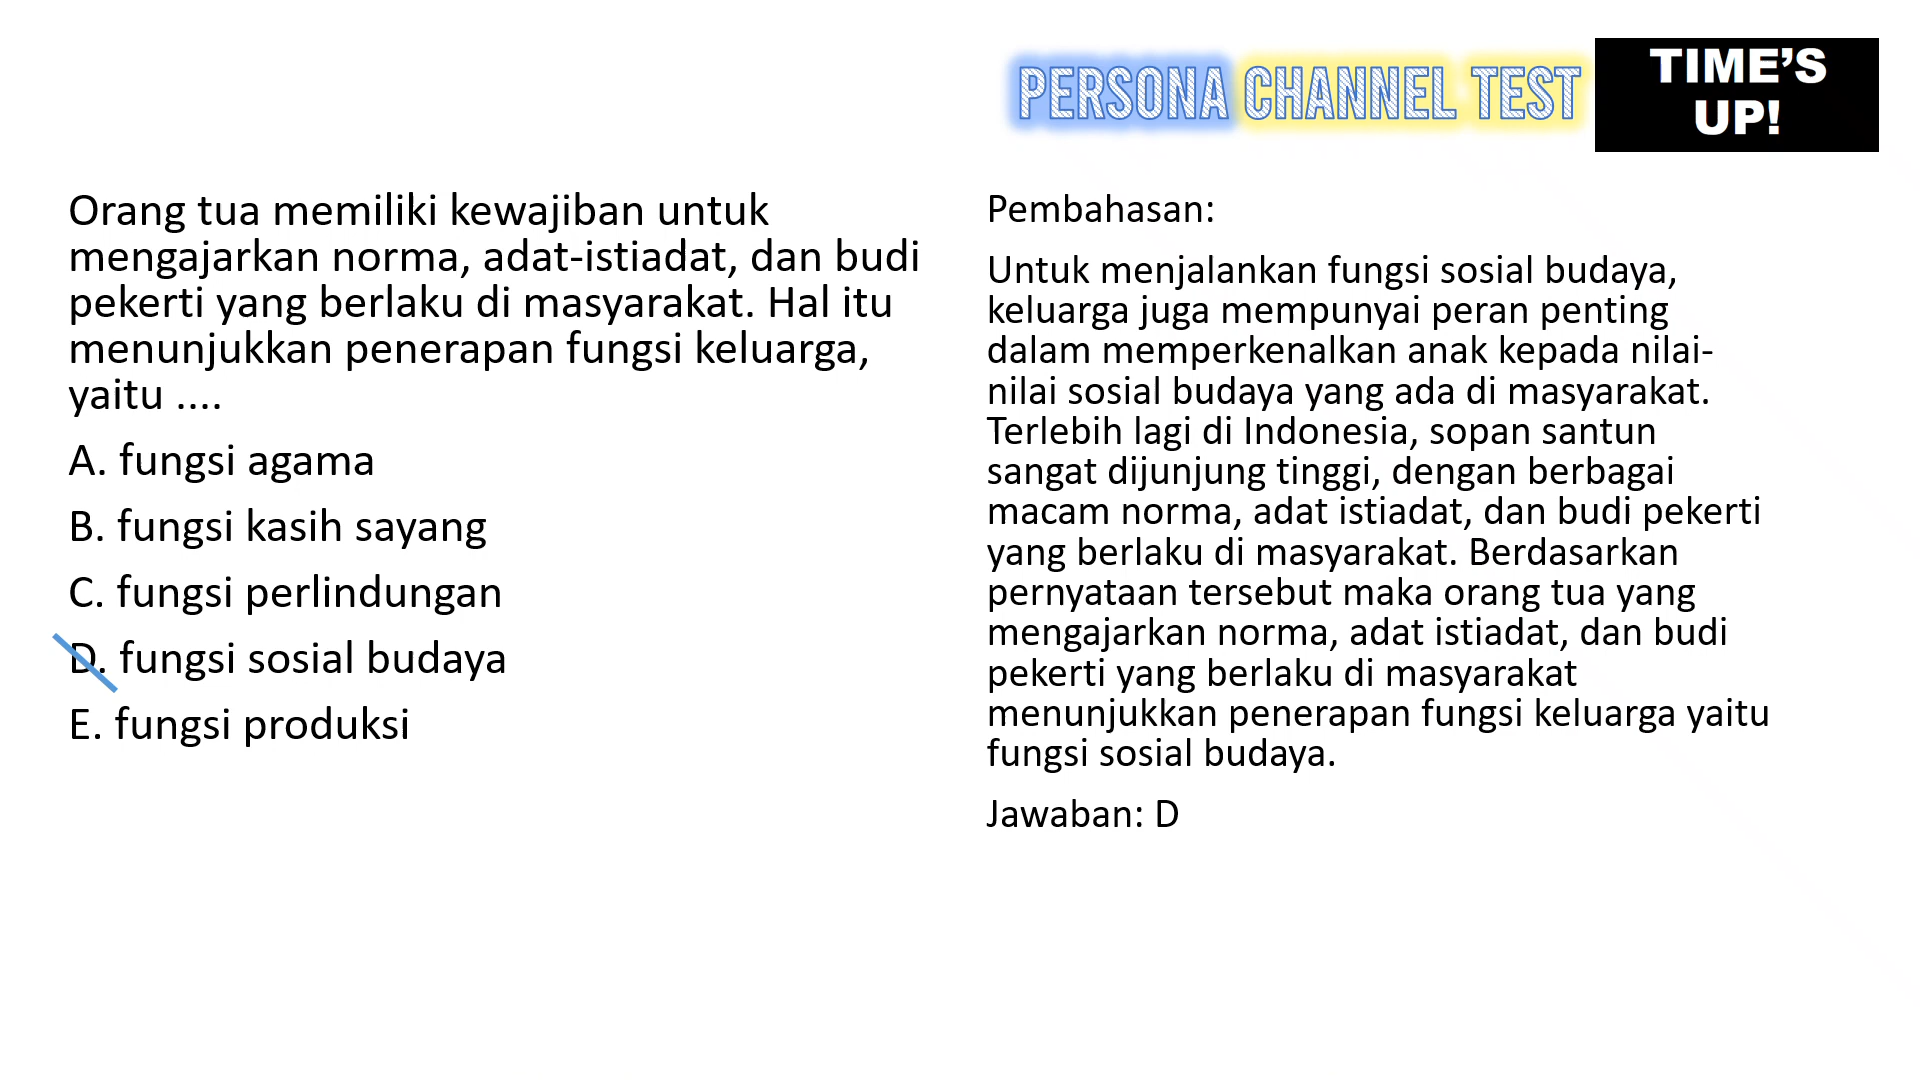 PERSONA CHANNEL TEST
TIME'S
UP!
Orang tua memiliki kewajiban untuk
mengajarkan norma, adat-istiadat, dan budi
pekerti yang berlaku di masyarakat. Hal itu
menunjukkan penerapan fungsi keluarga,
yaitu ....
A. fungsi agama
B. fungsi kasih sayang
C. fungsi perlindungan
D. fungsi sosial budaya
E. fungsi produksi
Pembahasan:
Untuk menjalankan fungsi sosial budaya,
keluarga juga mempunyai peran penting
dalam memperkenalkan anak kepada nilai-
nilai sosial budaya yang ada di masyarakat.
Terlebih lagi di Indonesia, sopan santun
sangat dijunjung tinggi, dengan berbagai
macam norma, adat istiadat, dan budi pekerti
yang berlaku di masyarakat. Berdasarkan
pernyataan tersebut maka orang tua yang
mengajarkan norma, adat istiadat, dan budi
pekerti yang berlaku di masyarakat
menunjukkan penerapan fungsi keluarga yaitu
fungsi sosial budaya.
Jawaban: D